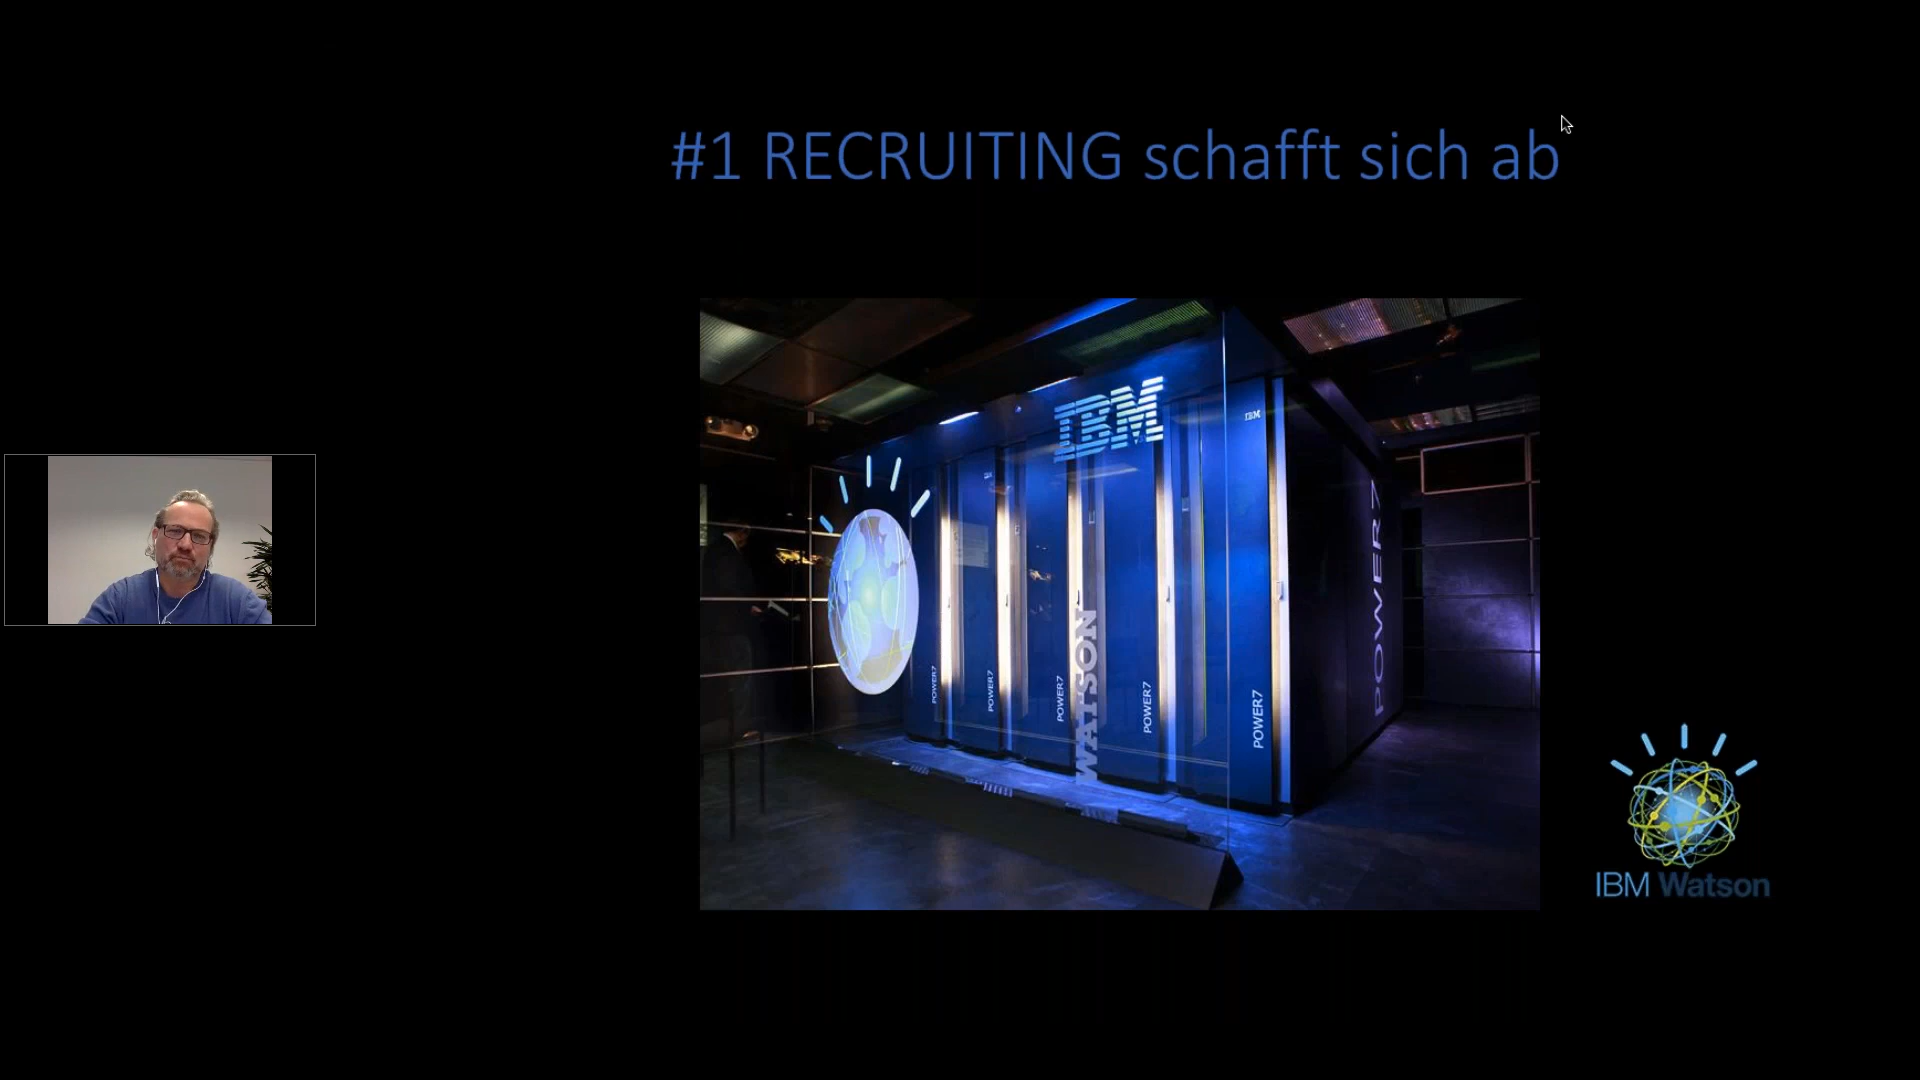 #1 RECRUITING schafft sich ab
IBM
IBM
WATSON
POWER7
POWER7
POWER7
POWER7
POWER7
POWER7
IBM Watson